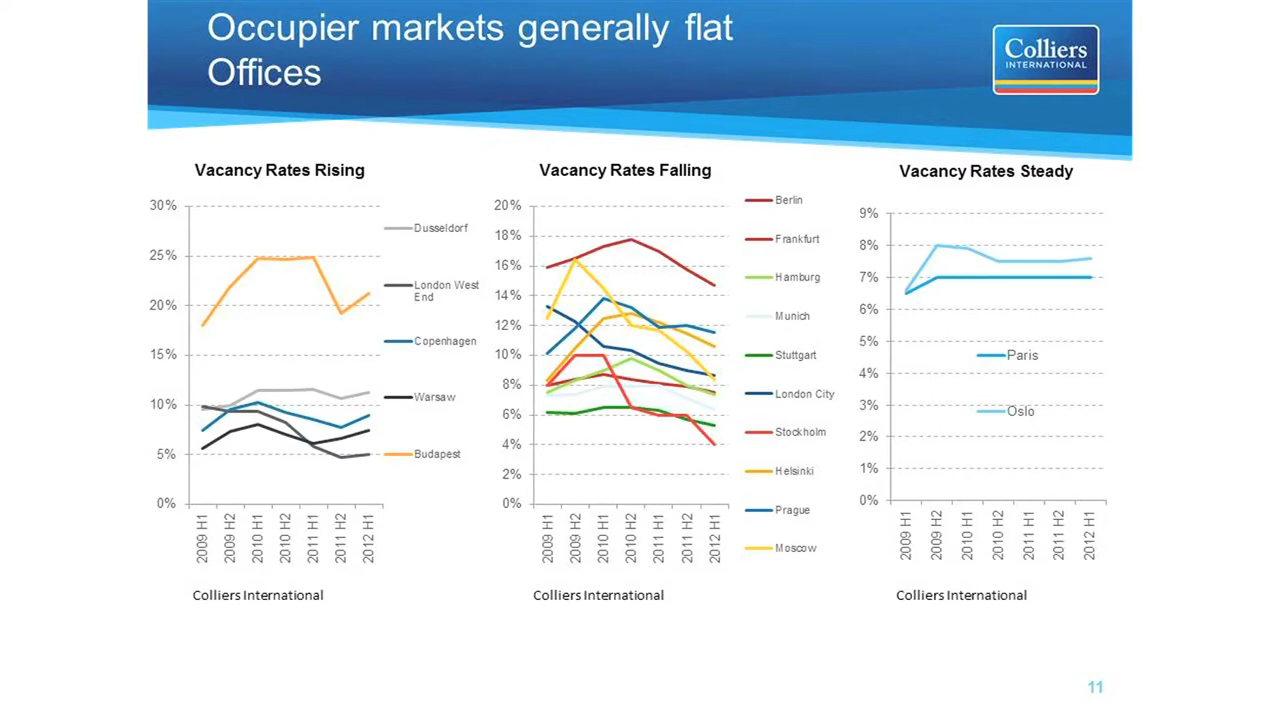 Occupier markets generally flat
Offices
Colliers
INTERNATIONAL
Vacancy Rates Rising
30%
25%
20%
15%
10%
5%
0%
2009 H1
2009 H2
2010 H1
2010 H2
2011 H1
2011 H2
2012 H1
Dusseldorf
London West
End
Copenhagen
Warsaw
Budapest
Colliers International
Vacancy Rates Falling
20%
18%
16%
14%
12%
10%
8%
6%
4%
2%
0%
2009 H1
2009 H2
2010 H1
2010 H2
2011 H1
2011 H2
2012 H1
Berlin
Frankfurt
Hamburg
Munich
Stuttgart
London City
Stockholm
Helsinki
Prague
Moscow
Colliers International
Vacancy Rates Steady
9%
8%
7%
6%
5%
4%
3%
2%
1%
0%
2009 H1
2009 H2
2010 H1
2010 H2
2011 H1
2011 H2
2012 H1
Paris
Oslo
Colliers International
11